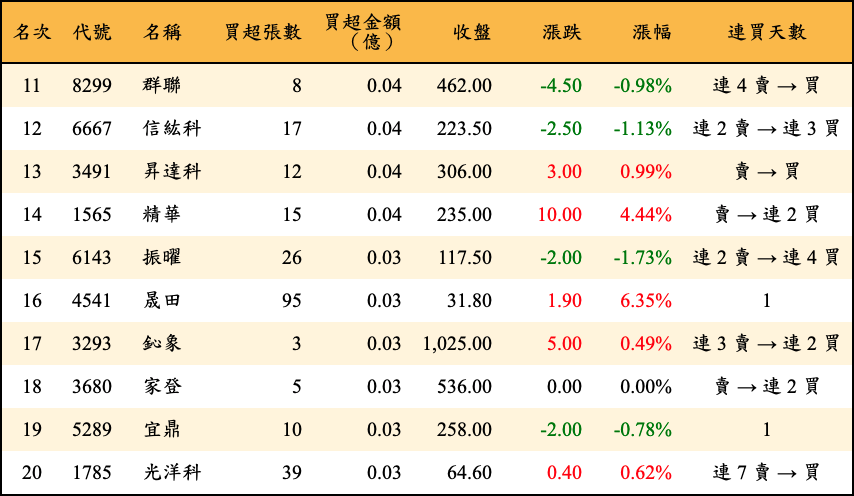 名次 代號 名稱 買超張數 買超金額（億） 收盤 漲跌 漲幅 連買天數
11 8299 群聯 8 0.04 462.00 -4.50 -0.98% 連 4 賣 → 買
12 6667 信紘科 17 0.04 223.50 -2.50 -1.13% 連 2 賣 → 連 3 買
13 3491 昇達科 12 0.04 306.00 3.00 0.99% 賣 → 買
14 1565 精華 15 0.04 235.00 10.00 4.44% 賣 → 連 2 買
15 6143 振曜 26 0.03 117.50 -2.00 -1.73% 連 2 賣 → 連 4 買
16 4541 晟田 95 0.03 31.80 1.90 6.35% 1
17 3293 鈊象 3 0.03 1,025.00 5.00 0.49% 連 3 賣 → 連 2 買
18 3680 家登 5 0.03 536.00 0.00 0.00% 賣 → 連 2 買
19 5289 宜鼎 10 0.03 258.00 -2.00 -0.78% 1
20 1785 光洋科 39 0.03 64.60 0.40 0.62% 連 7 賣 → 買